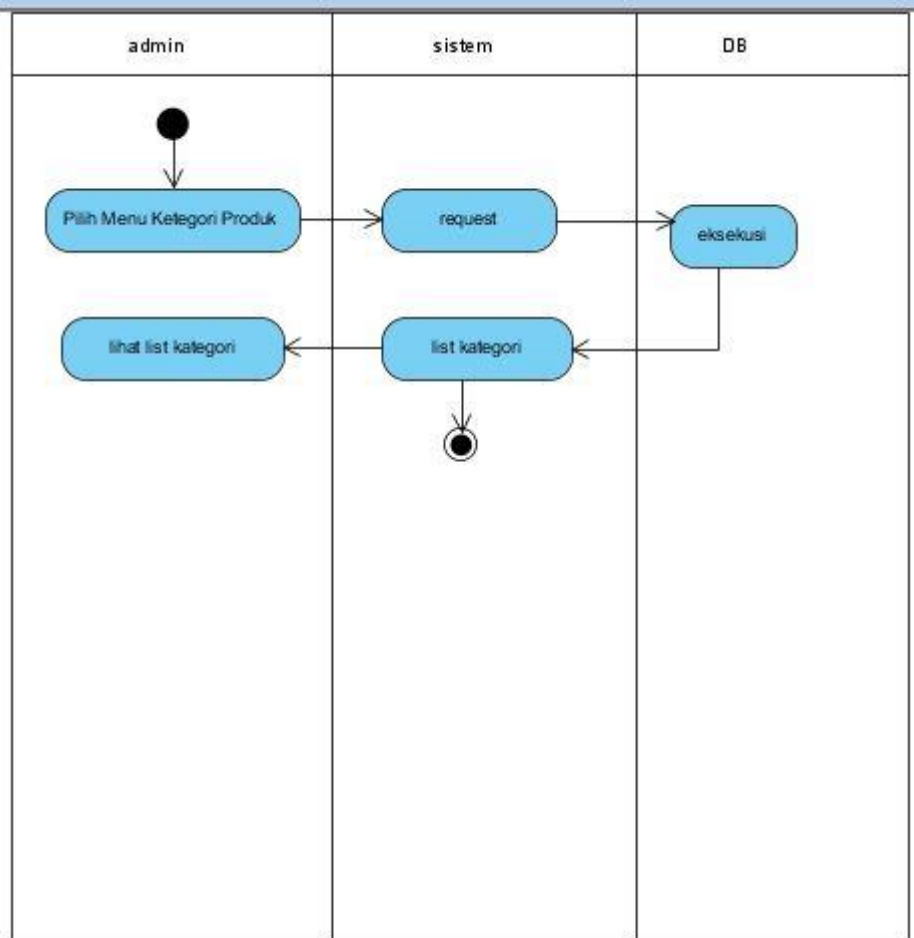 admin
sistem
DB
Pilih Menu Ketegori Produk
request
eksekusi
lihat list kategori
list kategori